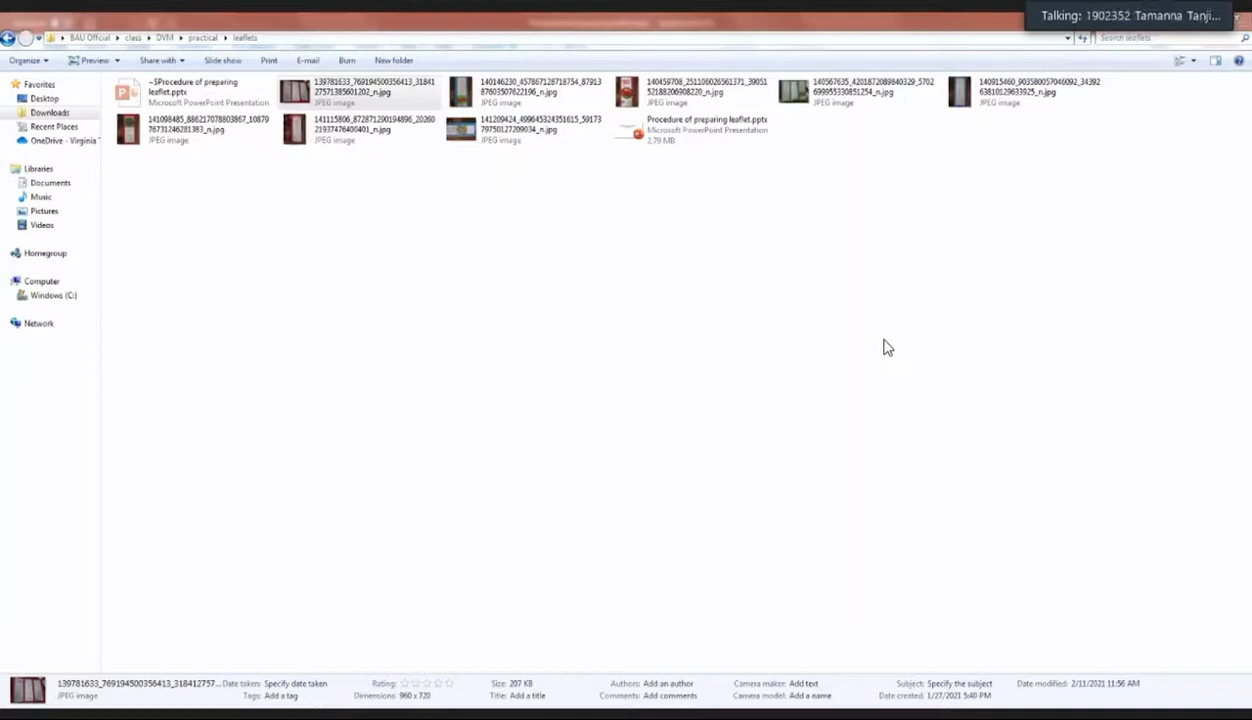 Talking: 1902352 Tamanna Tanji...
BAU Offcial ▸ class ▸ DVM ▸ practical ▸ leaflets
Search leaflets
Organize Preview Share with Slide show Print E-mail Burn New folder
Favorites
Desktop
Downloads
Recent Places
OneDrive - Virginia T
Libraries
Documents
Music
Pictures
Videos
Homegroup
Computer
Windows (C:)
Network
~$Procedure of preparing
leaflet.pptx
Microsoft PowerPoint Presentation
139781633_769194500356413_31841
27571385601202_n.jpg
JPEG image
140146230_457867128718754_87913
87603507622196_n.jpg
JPEG image
140459708_251106026561371_39051
52188206908220_n.jpg
JPEG image
140567635_4201872089840329_5702
699955330851254_n.jpg
JPEG image
140915460_903580057046092_34392
63810129633925_n.jpg
JPEG image
141098485_886217078803867_10879
76731246281383_n.jpg
JPEG image
141115806_872871290194896_20260
21937476400401_n.jpg
JPEG image
141209424_499645324351615_59173
79750127209034_n.jpg
JPEG image
Procedure of preparing leaflet.pptx
Microsoft PowerPoint Presentation
2.79 MB
139781633_769194500356413_318412757... Date taken: Specify date taken Rating: Size: 207 KB Authors: Add an author Camera maker: Add text Subject: Specify the subject Date modified: 2/11/2021 11:56 AM
JPEG image Tags: Add a tag Dimensions: 960 x 720 Title: Add a title Comments: Add comments Camera model: Add a name Date created: 1/27/2021 5:40 PM